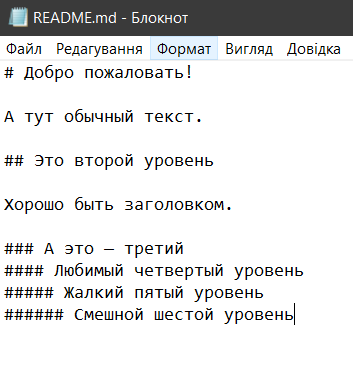 README.md - Блокнот
Файл Редагування Формат Вигляд Довідка
# Добро пожаловать!
А тут обычный текст.
## Это второй уровень
Хорошо быть заголовком.
### А это — третий
#### Любимый четвертый уровень
##### Жалкий пятый уровень
###### Смешной шестой уровень